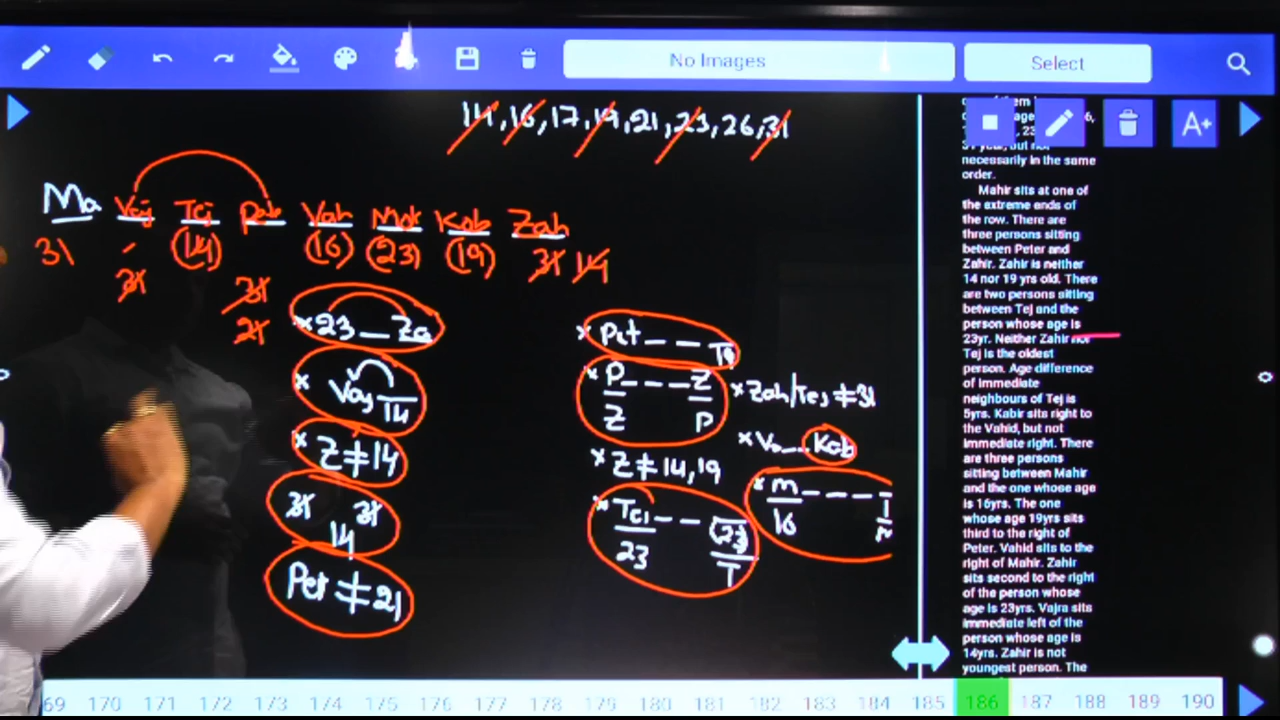 No Images
Select
A+
14, 16, 17, 19, 21, 23, 26, 31
necessarily in the same
order.
Mahir sits at one of
the extreme ends of
the row. There are
three persons sitting
between Peter and
Zahir. Zahir is neither
14 nor 19 yrs old. There
are two persons sitting
between Tej and the
person whose age is
23yr. Neither Zahir nor
Tej is the oldest
person. Age difference
of Immediate
neighbours of Tej is
5yrs. Kabir sits right to
the Vahid, but not
immediate right. There
are three persons
sitting between Mahir
and the one whose age
is 16yrs. The one
whose age 19yrs sits
third to the right of
Peter. Vahid sits to the
right of Mahir. Zahir
sits second to the right
of the person whose
age is 23yrs. Vajra sits
immediate left of the
person whose age is
14yrs. Zahir is not
youngest person. The
Ma Vaj Tej Vah Kab Zah
31 (14) (16) (23) (19) 31 14
31 31
21
×23 _ Za
× Vaj 14
× Z ≠ 14
31 31
14
Pet ≠ 21
× Pet _ _ Tej
× P _ _ _ Z
Z P
× Z ≠ 14, 19
× Tej _ _ (23)
23 T
× Zah/Tej ≠ 31
× V _ _ Kab
× M _ _ _
16 M
69 170 171 172 173 174 175 176 177 178 179 180 181 182 183 184 185 186 187 188 189 190